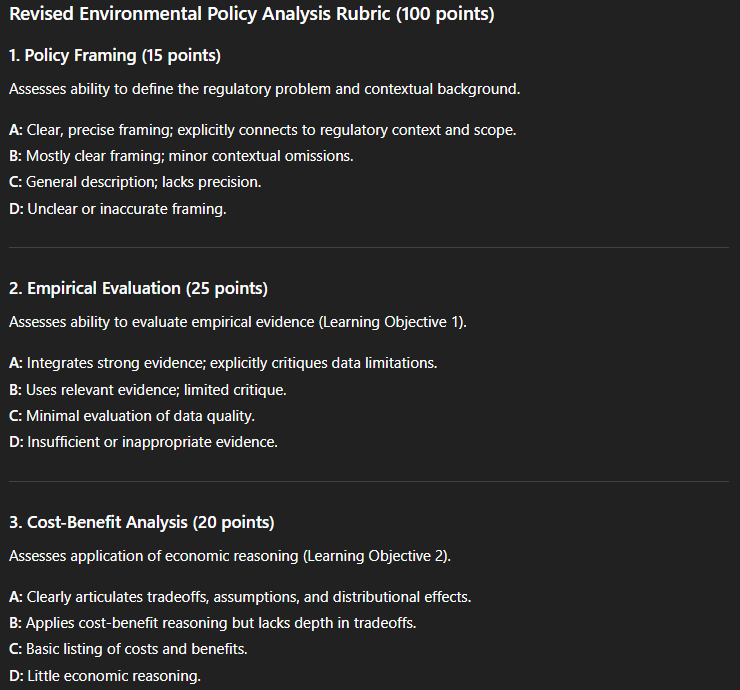 Revised Environmental Policy Analysis Rubric (100 points)
1. Policy Framing (15 points)
Assesses ability to define the regulatory problem and contextual background.
A: Clear, precise framing; explicitly connects to regulatory context and scope.
B: Mostly clear framing; minor contextual omissions.
C: General description; lacks precision.
D: Unclear or inaccurate framing.
2. Empirical Evaluation (25 points)
Assesses ability to evaluate empirical evidence (Learning Objective 1).
A: Integrates strong evidence; explicitly critiques data limitations.
B: Uses relevant evidence; limited critique.
C: Minimal evaluation of data quality.
D: Insufficient or inappropriate evidence.
3. Cost-Benefit Analysis (20 points)
Assesses application of economic reasoning (Learning Objective 2).
A: Clearly articulates tradeoffs, assumptions, and distributional effects.
B: Applies cost-benefit reasoning but lacks depth in tradeoffs.
C: Basic listing of costs and benefits.
D: Little economic reasoning.